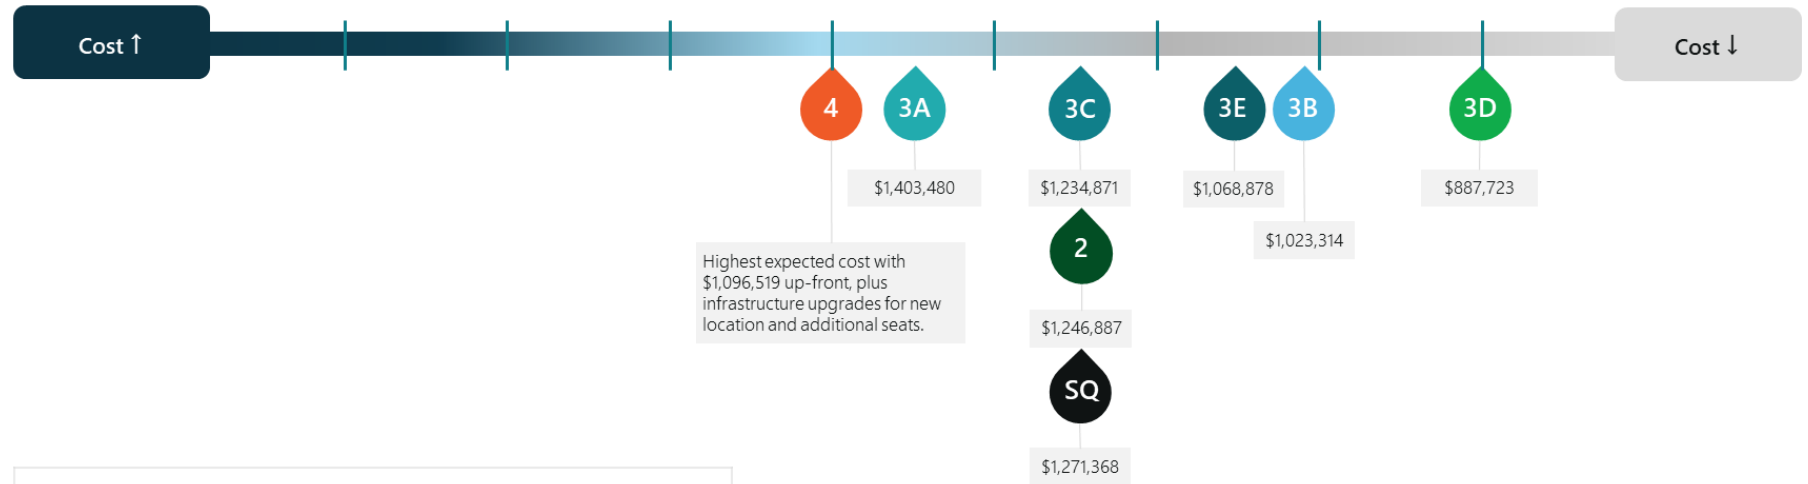 Cost ↑
Cost ↓
4
3A
3C
3E
3B
3D
$1,403,480
$1,234,871
$1,068,878
$887,723
$1,023,314
2
Highest expected cost with
$1,096,519 up-front, plus
infrastructure upgrades for new
location and additional seats.
$1,246,887
SQ
$1,271,368